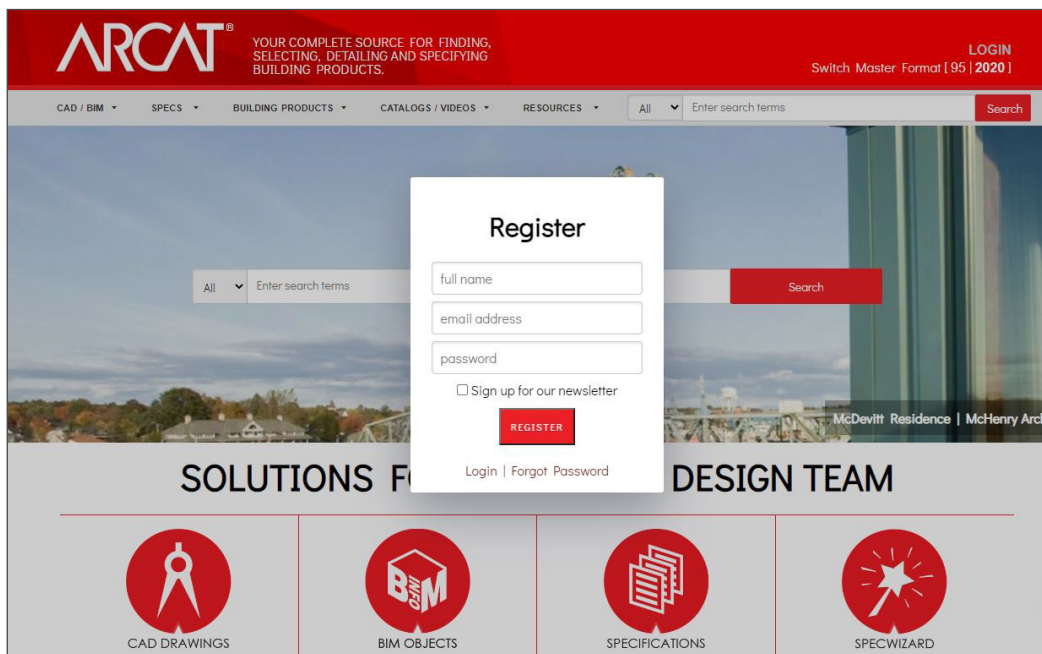 ARCAT®
YOUR COMPLETE SOURCE FOR FINDING,
SELECTING, DETAILING AND SPECIFYING
BUILDING PRODUCTS.
LOGIN
Switch Master Format [ 95 | 2020 ]
CAD / BIM
SPECS
BUILDING PRODUCTS
CATALOGS / VIDEOS
RESOURCES
All
Enter search terms
Search
All
Enter search terms
Search
Register
full name
email address
password
Sign up for our newsletter
REGISTER
Login | Forgot Password
McDevitt Residence | McHenry Arc
SOLUTIONS DESIGN TEAM
CAD DRAWINGS
BIM INFO
BIM OBJECTS
SPECIFICATIONS
SPECWIZARD